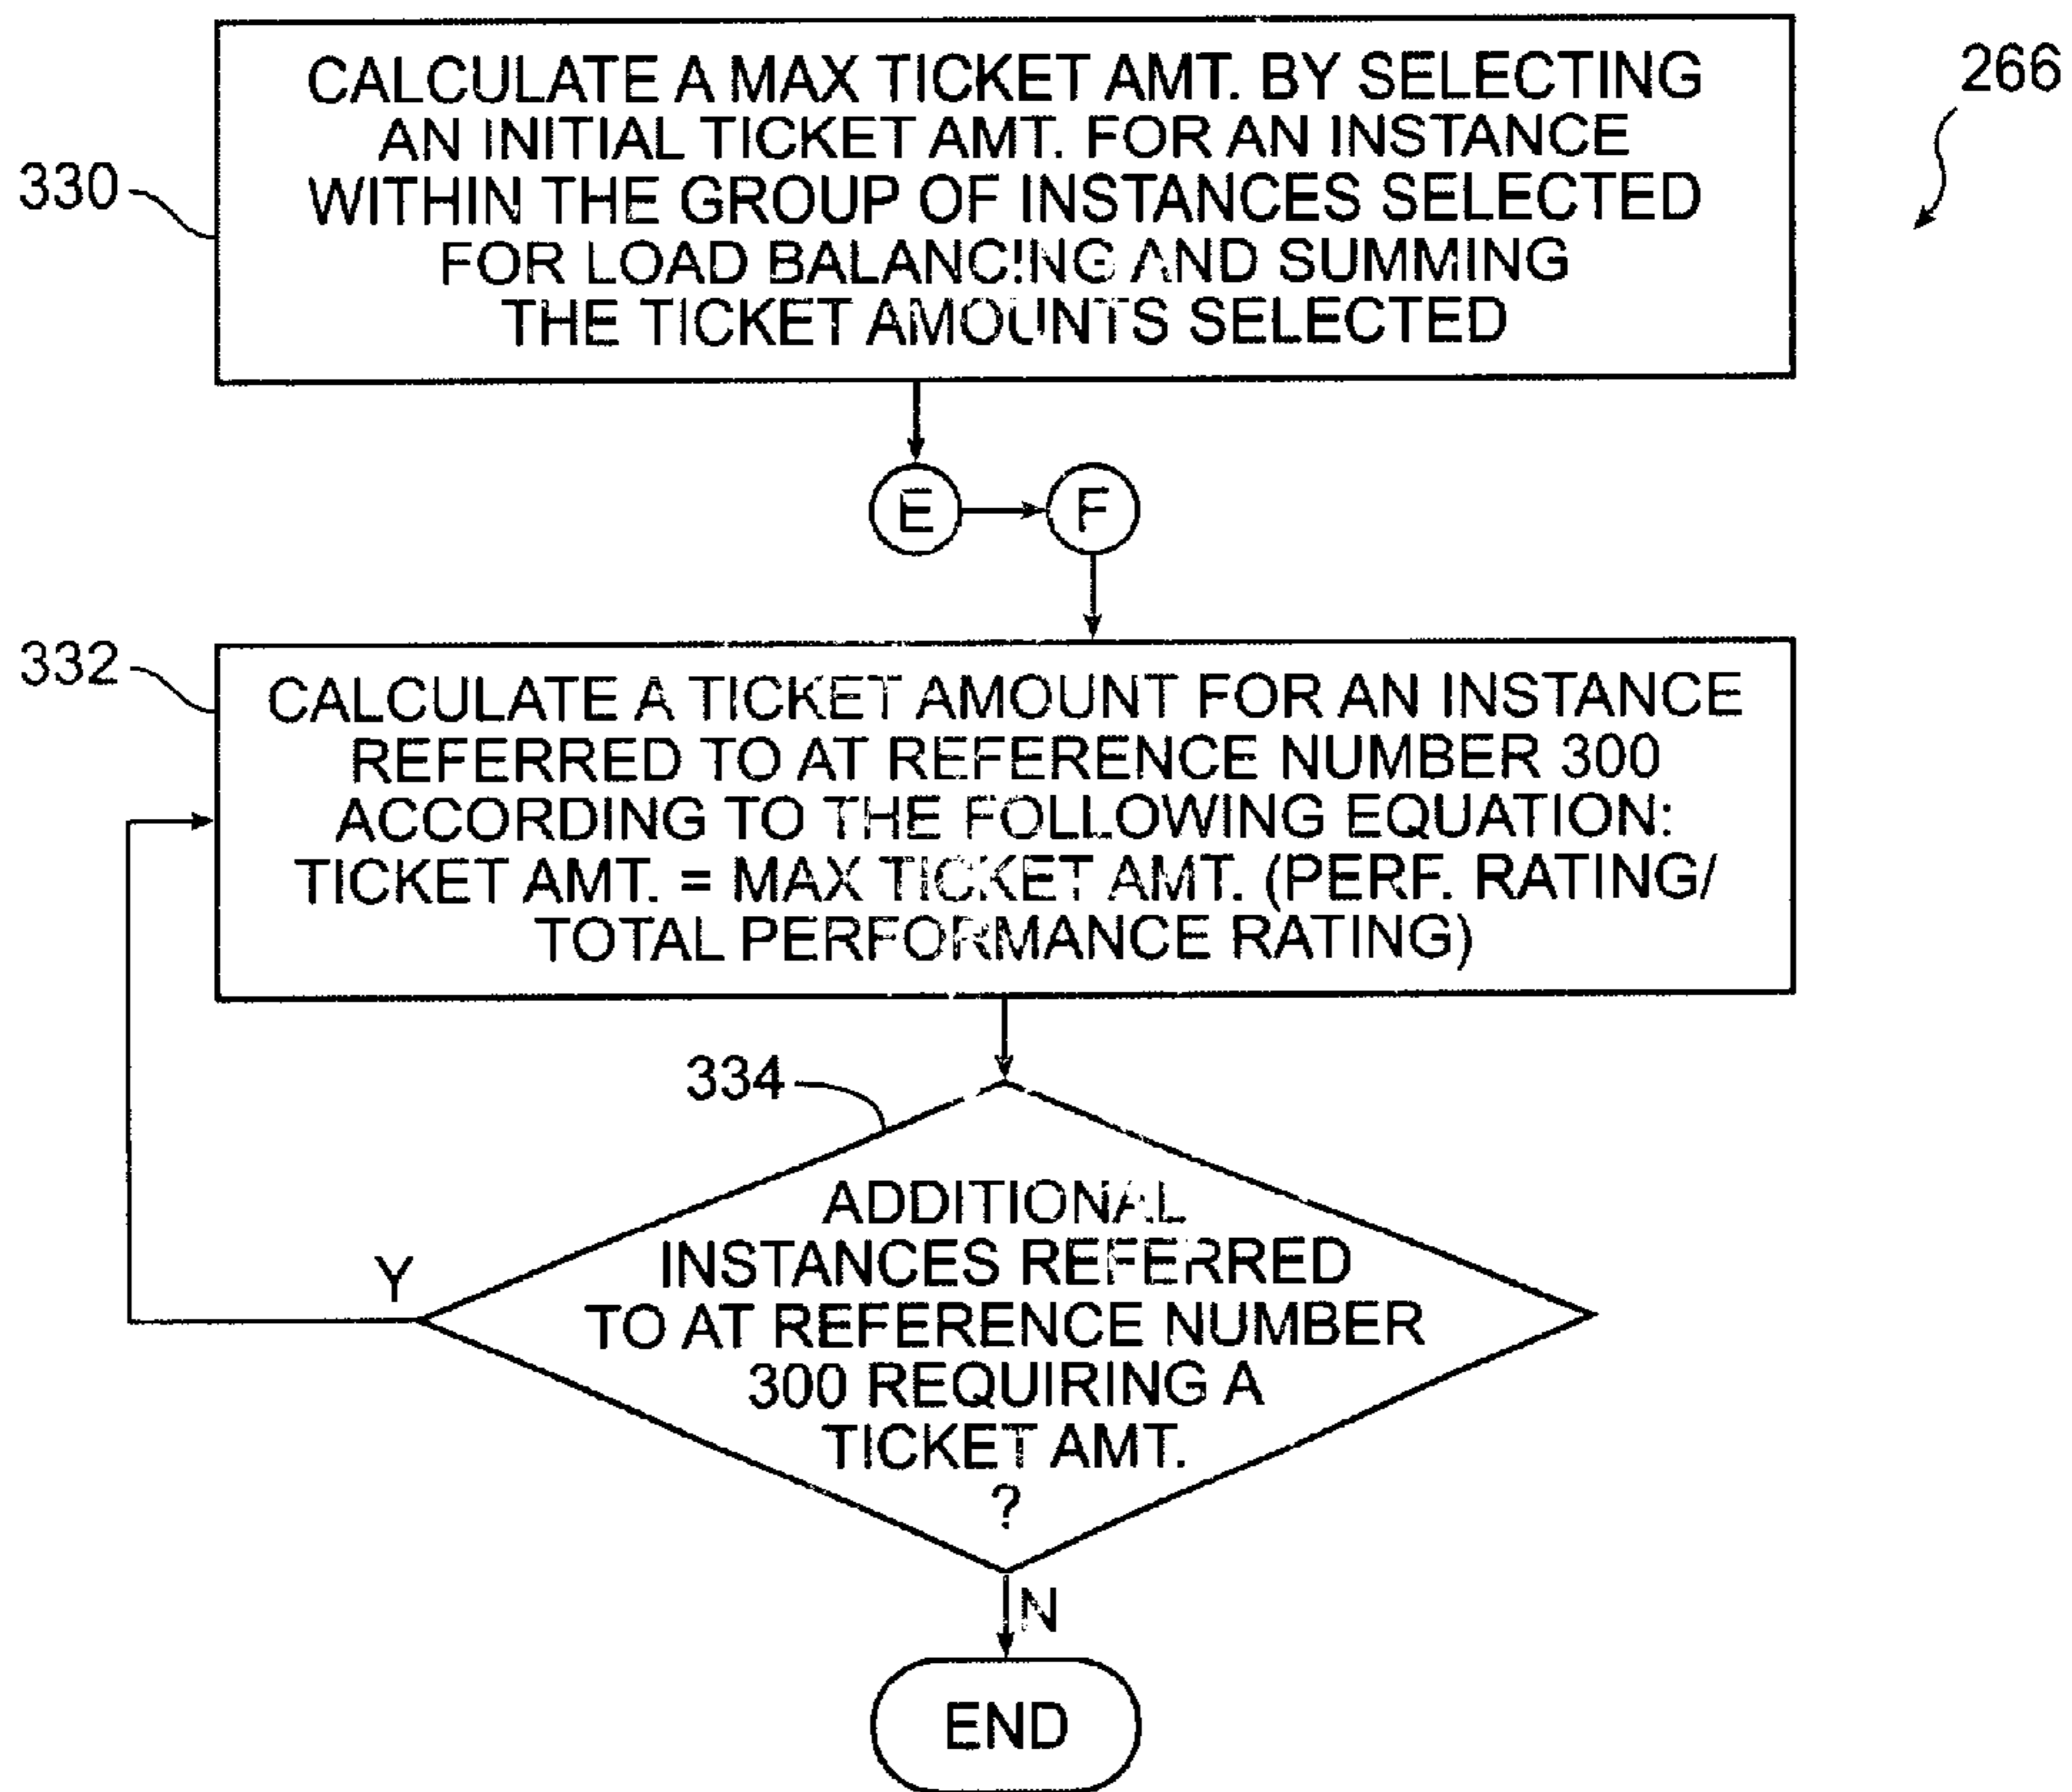 266
330
CALCULATE A MAX TICKET AMT. BY SELECTING
AN INITIAL TICKET AMT. FOR AN INSTANCE
WITHIN THE GROUP OF INSTANCES SELECTED
FOR LOAD BALANCING AND SUMMING
THE TICKET AMOUNTS SELECTED
E
F
332
CALCULATE A TICKET AMOUNT FOR AN INSTANCE
REFERRED TO AT REFERENCE NUMBER 300
ACCORDING TO THE FOLLOWING EQUATION:
TICKET AMT. = MAX TICKET AMT. (PERF. RATING/
TOTAL PERFORMANCE RATING)
334
ADDITIONAL
INSTANCES REFERRED
TO AT REFERENCE NUMBER
300 REQUIRING A
TICKET AMT.
?
Y
N
END